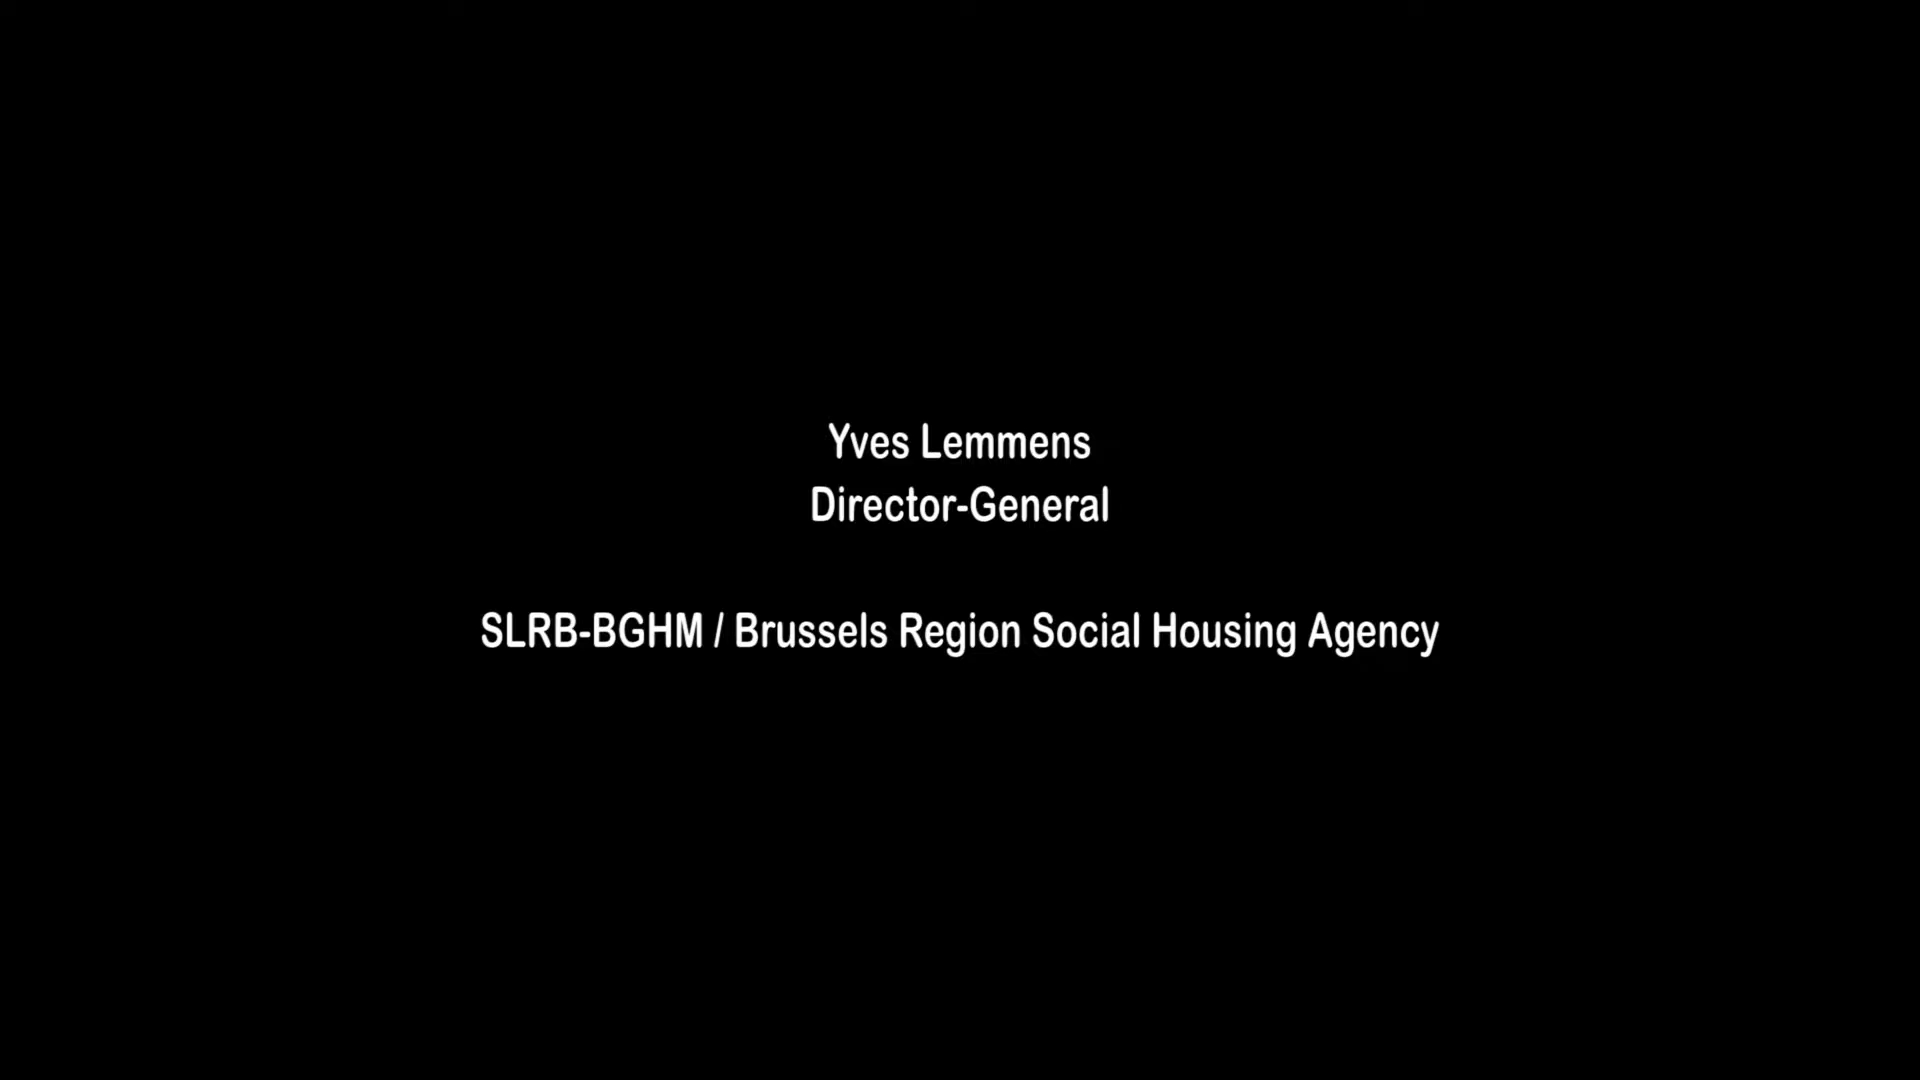 Yves Lemmens
Director-General
SLRB-BGHM / Brussels Region Social Housing Agency